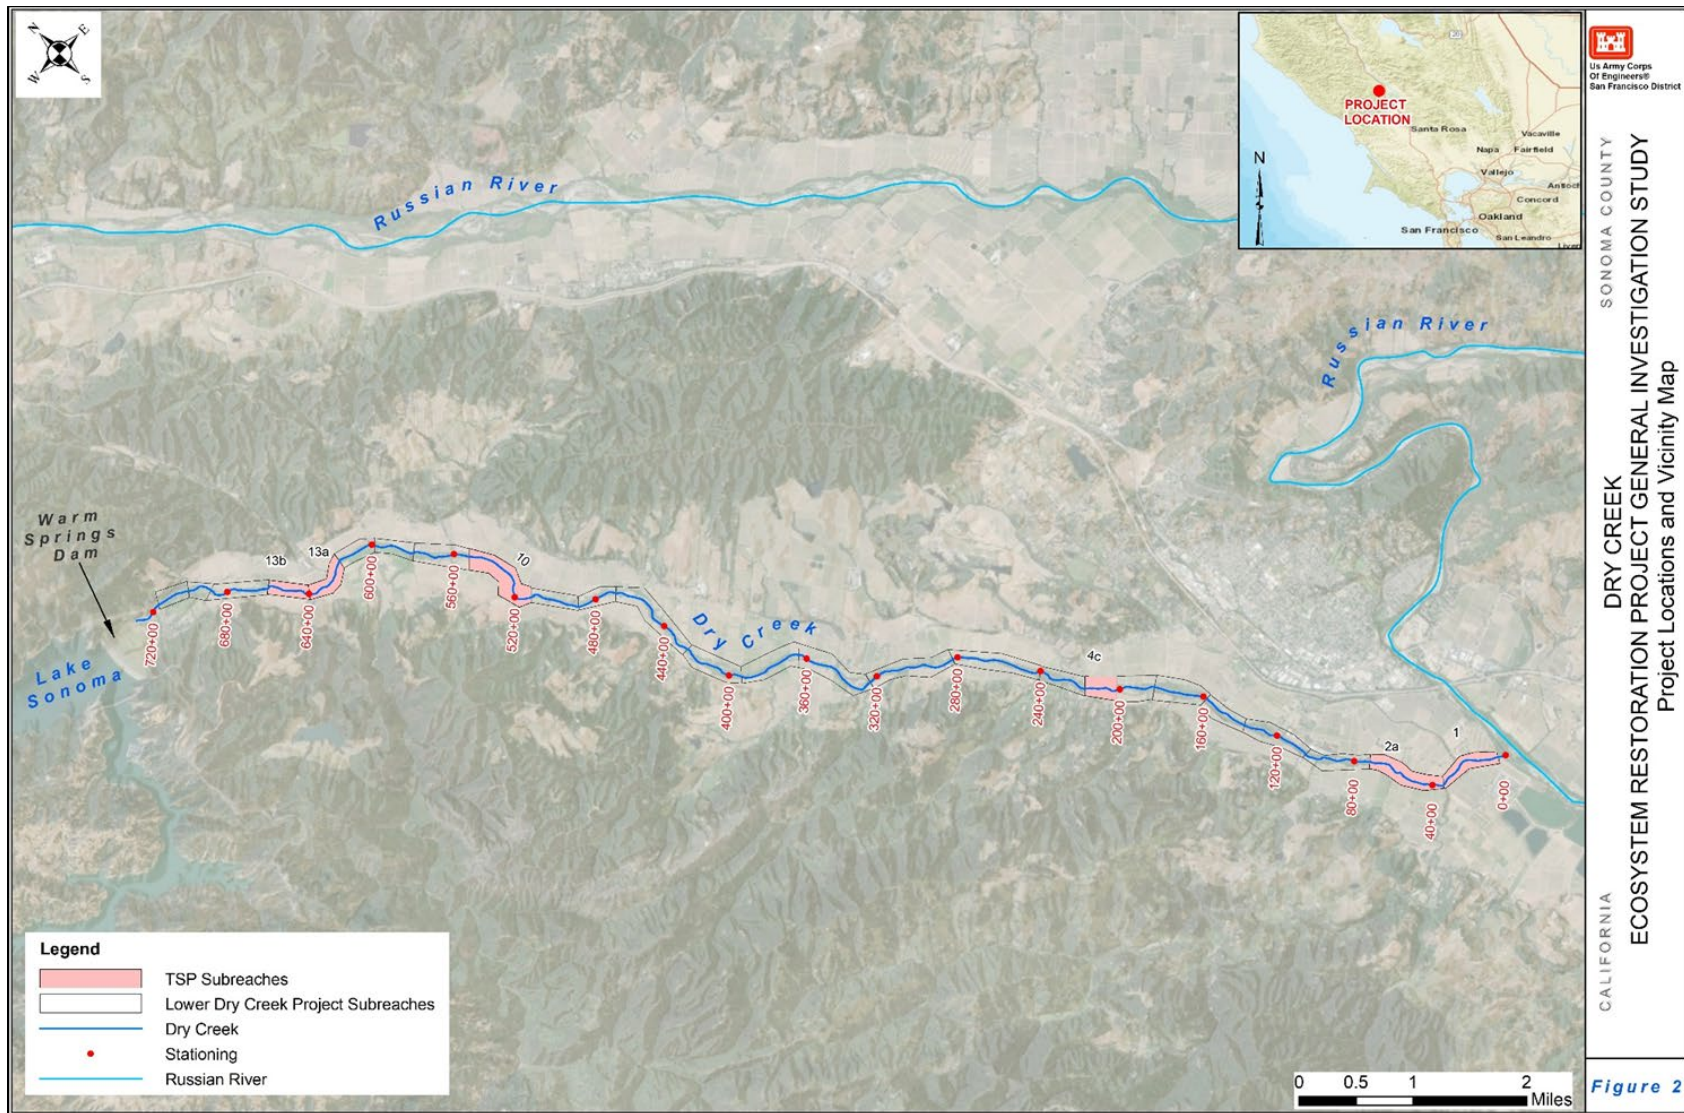 N
E
W
S
Russian River
PROJECT
LOCATION
Santa Rosa
Vacaville
Napa
Fairfield
Vallejo
Antioch
Concord
Oakland
San Francisco
San Leandro
Liver
20
N
US Army Corps
Of Engineers®
San Francisco District
Russian River
Warm
Springs
Dam
Lake
Sonoma
Dry Creek
13b
13a
10
4c
2a
1
720+00
680+00
640+00
600+00
560+00
520+00
480+00
440+00
400+00
360+00
320+00
280+00
240+00
200+00
160+00
120+00
80+00
40+00
0+00
Legend
TSP Subreaches
Lower Dry Creek Project Subreaches
Dry Creek
Stationing
Russian River
0 0.5 1 2
Miles
SONOMA COUNTY
CALIFORNIA
DRY CREEK
ECOSYSTEM RESTORATION PROJECT GENERAL INVESTIGATION STUDY
Project Locations and Vicinity Map
Figure 2